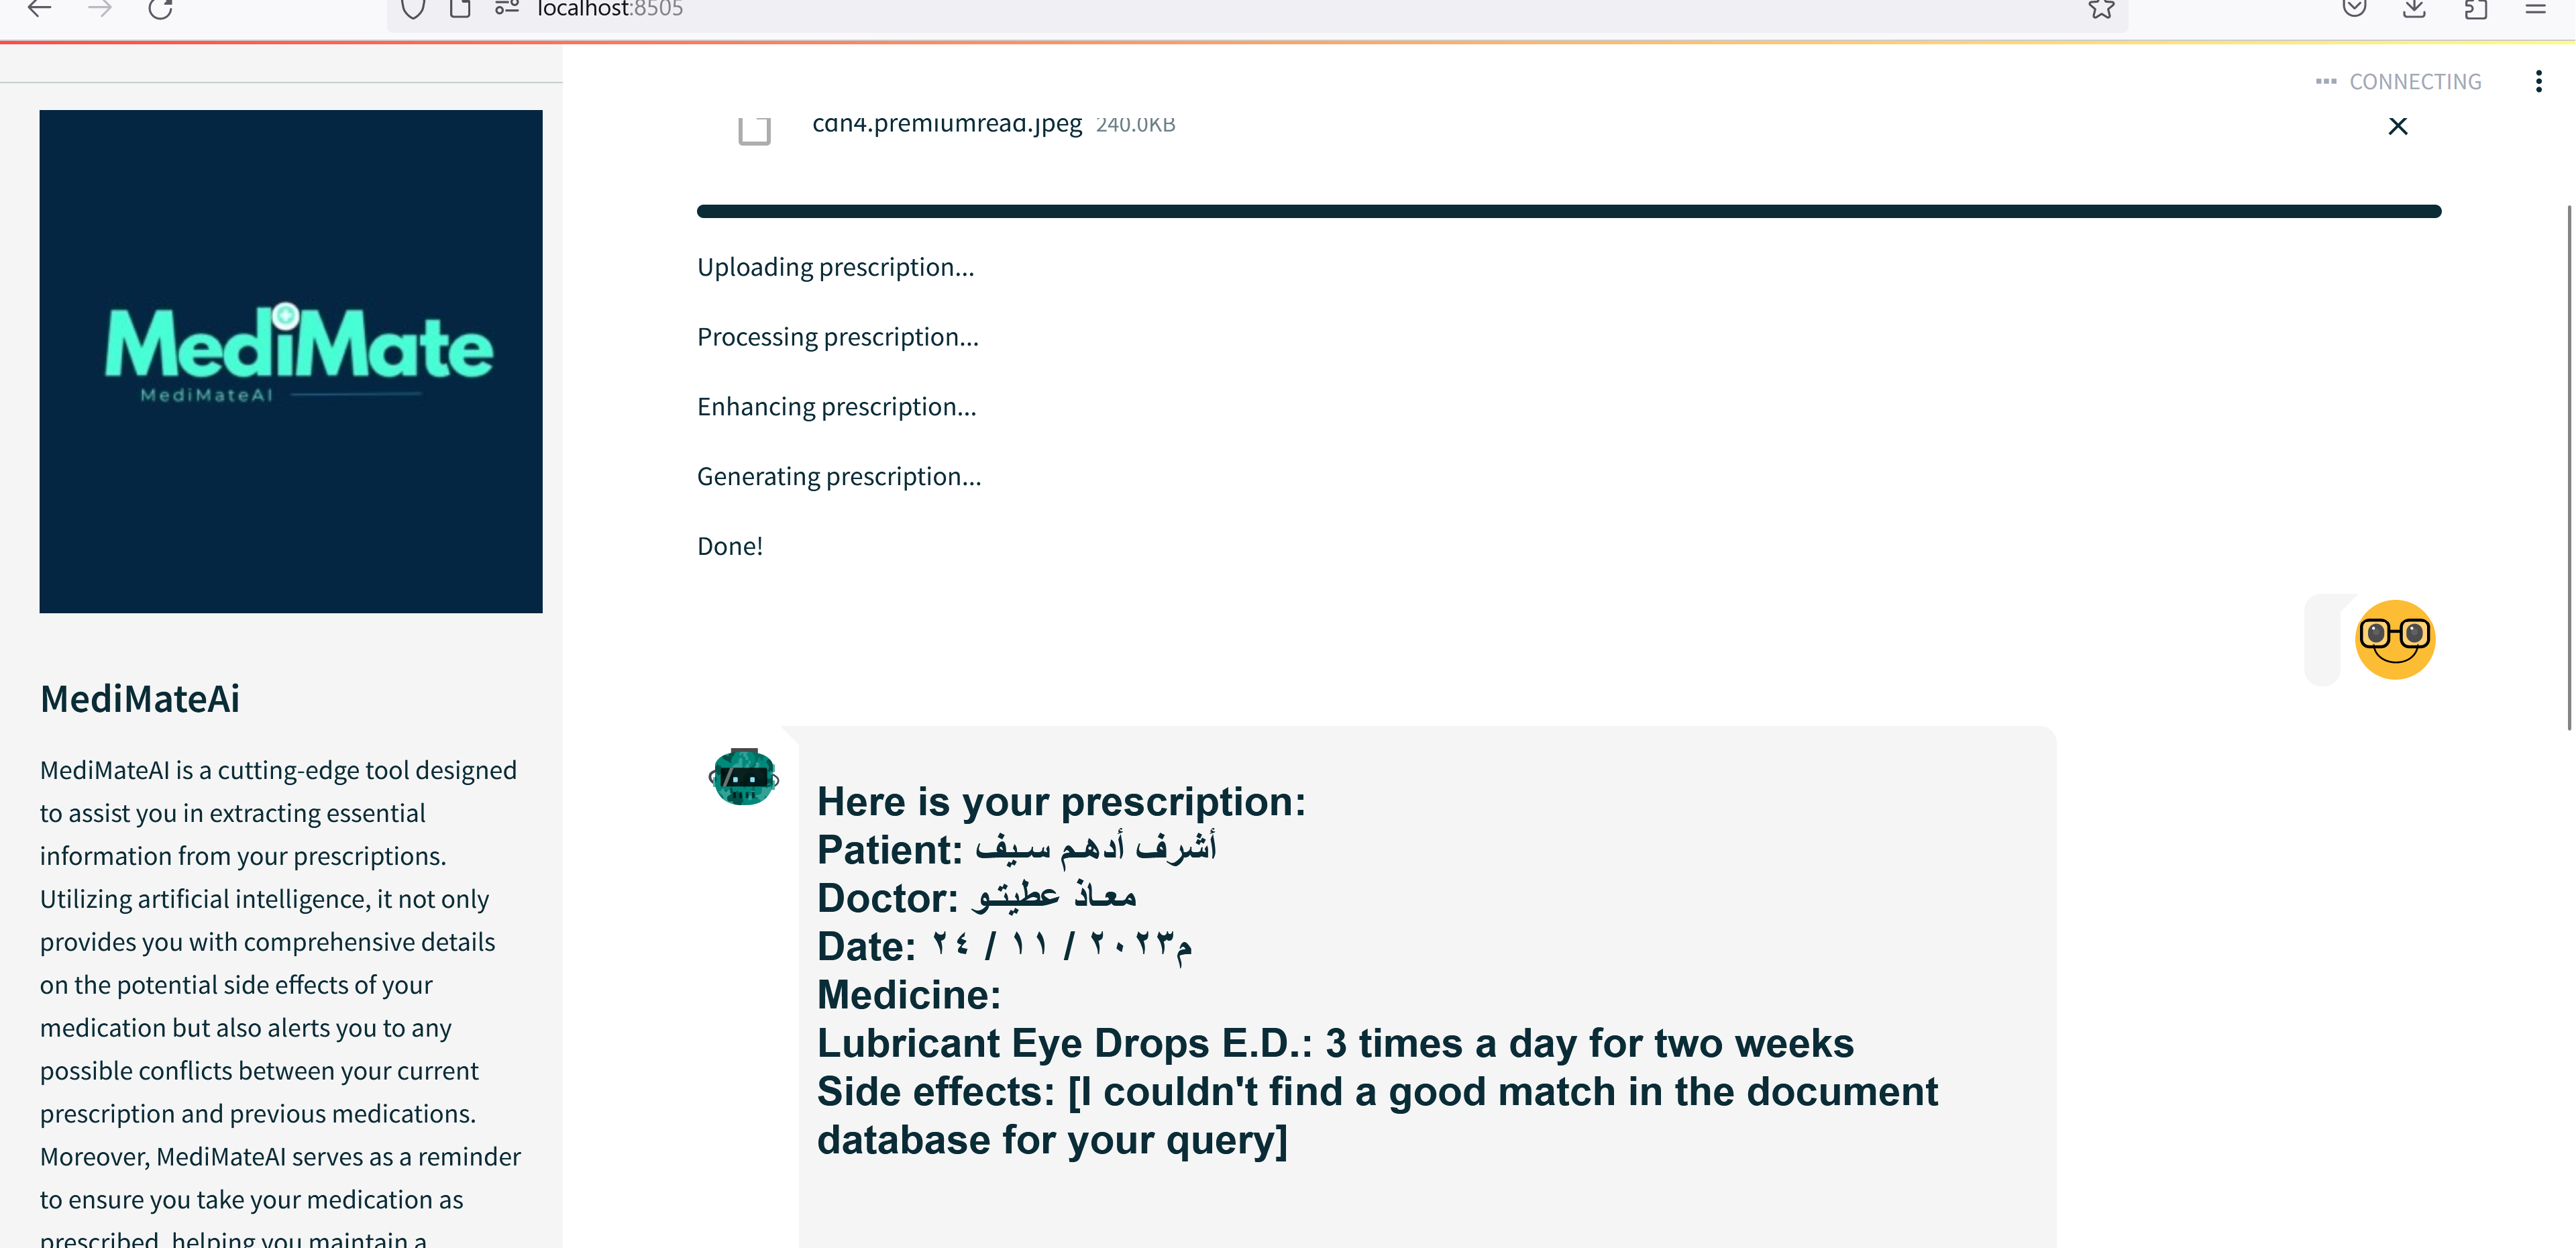 localhost:8505
CONNECTING
cdn4.premiumread.jpeg 240.0KB
MediMate
MediMateAI
MediMateAi
MediMateAI is a cutting-edge tool designed
to assist you in extracting essential
information from your prescriptions.
Utilizing artificial intelligence, it not only
provides you with comprehensive details
on the potential side effects of your
medication but also alerts you to any
possible conflicts between your current
prescription and previous medications.
Moreover, MediMateAI serves as a reminder
to ensure you take your medication as
prescribed, helping you maintain a
Uploading prescription...
Processing prescription...
Enhancing prescription...
Generating prescription...
Done!
Here is your prescription:
Patient: أشرف أدهم سيف
Doctor: معاذ عطيتو
Date: ٢٤ / ١١ / ٢٠٢٣م
Medicine:
Lubricant Eye Drops E.D.: 3 times a day for two weeks
Side effects: [I couldn't find a good match in the document
database for your query]